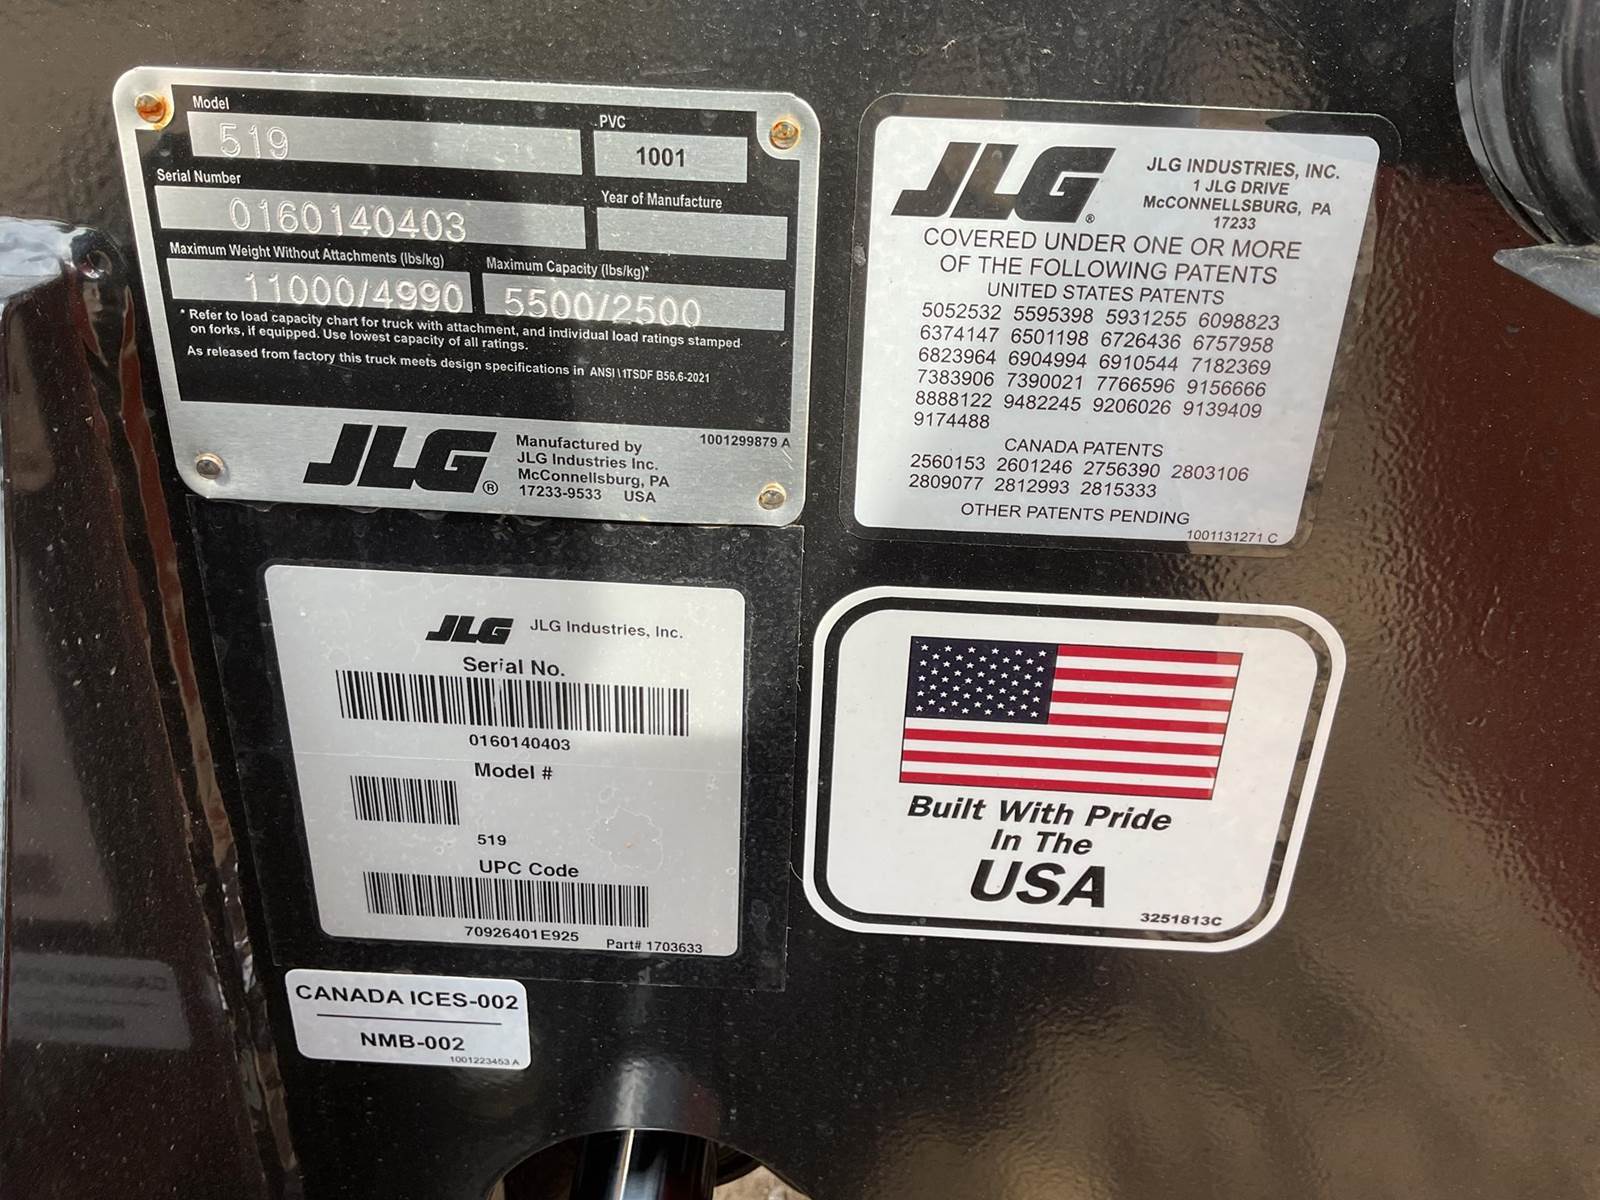 Model
519
PVC
1001
Serial Number
0160140403
Year of Manufacture
Maximum Weight Without Attachments (lbs/kg)
11000/4990
Maximum Capacity (lbs/kg)*
5500/2500
* Refer to load capacity chart for truck with attachment, and individual load ratings stamped
on forks, if equipped. Use lowest capacity of all ratings.
As released from factory this truck meets design specifications in ANSI\1TSDF B56.6-2021
JLG®
Manufactured by
JLG Industries Inc.
McConnellsburg, PA
17233-9533 USA
1001299879 A
JLG®
JLG INDUSTRIES, INC.
1 JLG DRIVE
McCONNELLSBURG, PA
17233
COVERED UNDER ONE OR MORE
OF THE FOLLOWING PATENTS
UNITED STATES PATENTS
5052532 5595398 5931255 6098823
6374147 6501198 6726436 6757958
6823964 6904994 6910544 7182369
7383906 7390021 7766596 9156666
8888122 9482245 9206026 9139409
9174488
CANADA PATENTS
2560153 2601246 2756390 2803106
2809077 2812993 2815333
OTHER PATENTS PENDING
1001131271 C
JLG JLG Industries, Inc.
Serial No.
0160140403
Model #
519
UPC Code
70926401E925
Part# 1703633
Built With Pride
In The
USA
3251813C
CANADA ICES-002
NMB-002
1001223453 A